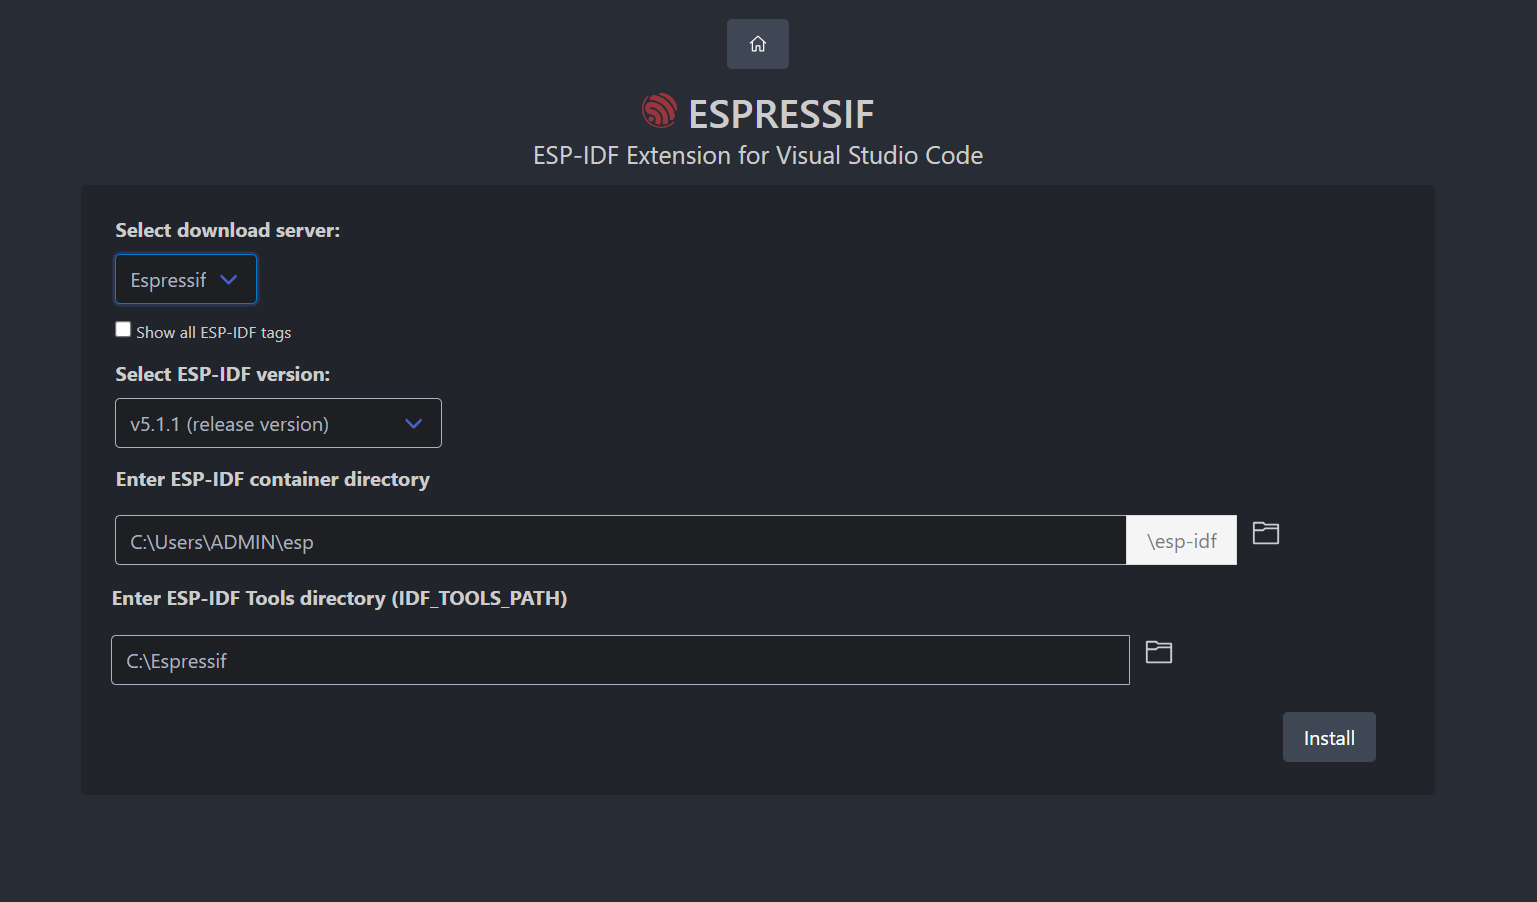 ESPRESSIF
ESP-IDF Extension for Visual Studio Code
Select download server:
Espressif
Show all ESP-IDF tags
Select ESP-IDF version:
v5.1.1 (release version)
Enter ESP-IDF container directory
C:\Users\ADMIN\esp \esp-idf
Enter ESP-IDF Tools directory (IDF_TOOLS_PATH)
C:\Espressif
Install